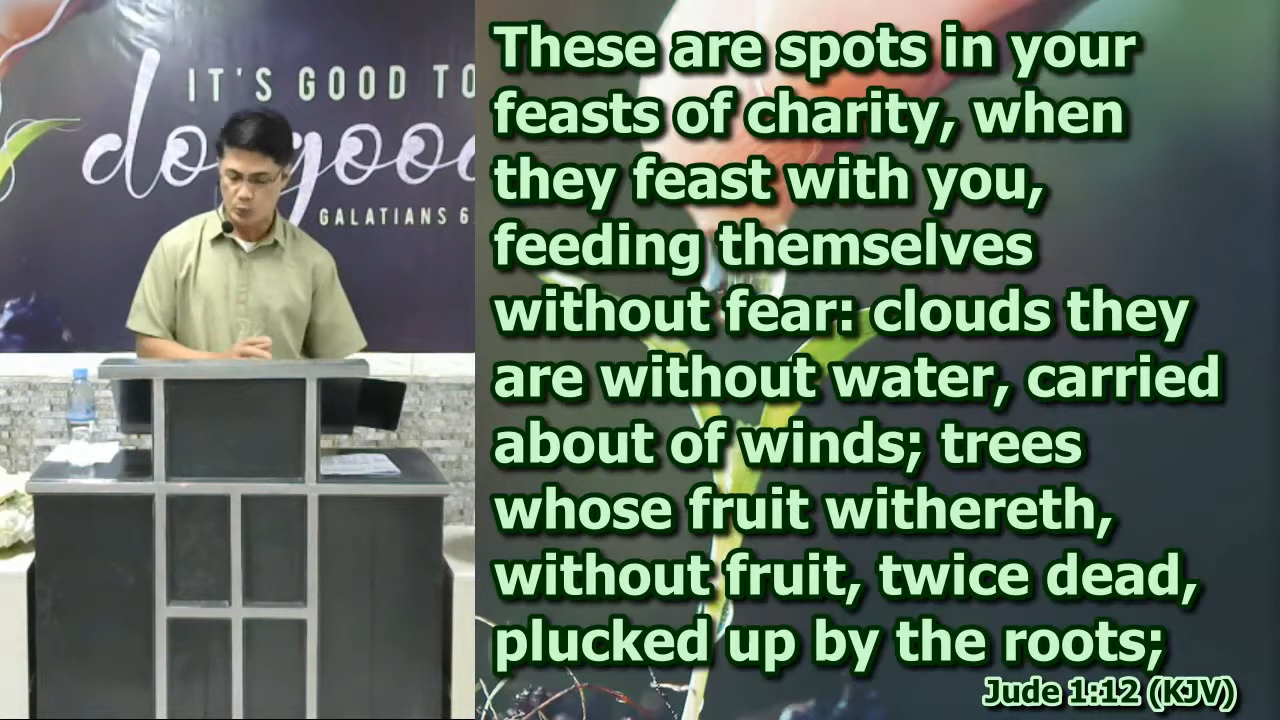 IT'S GOOD TO
do good
GALATIANS 6
These are spots in your
feasts of charity, when
they feast with you,
feeding themselves
without fear: clouds they
are without water, carried
about of winds; trees
whose fruit withereth,
without fruit, twice dead,
plucked up by the roots;
Jude 1:12 (KJV)